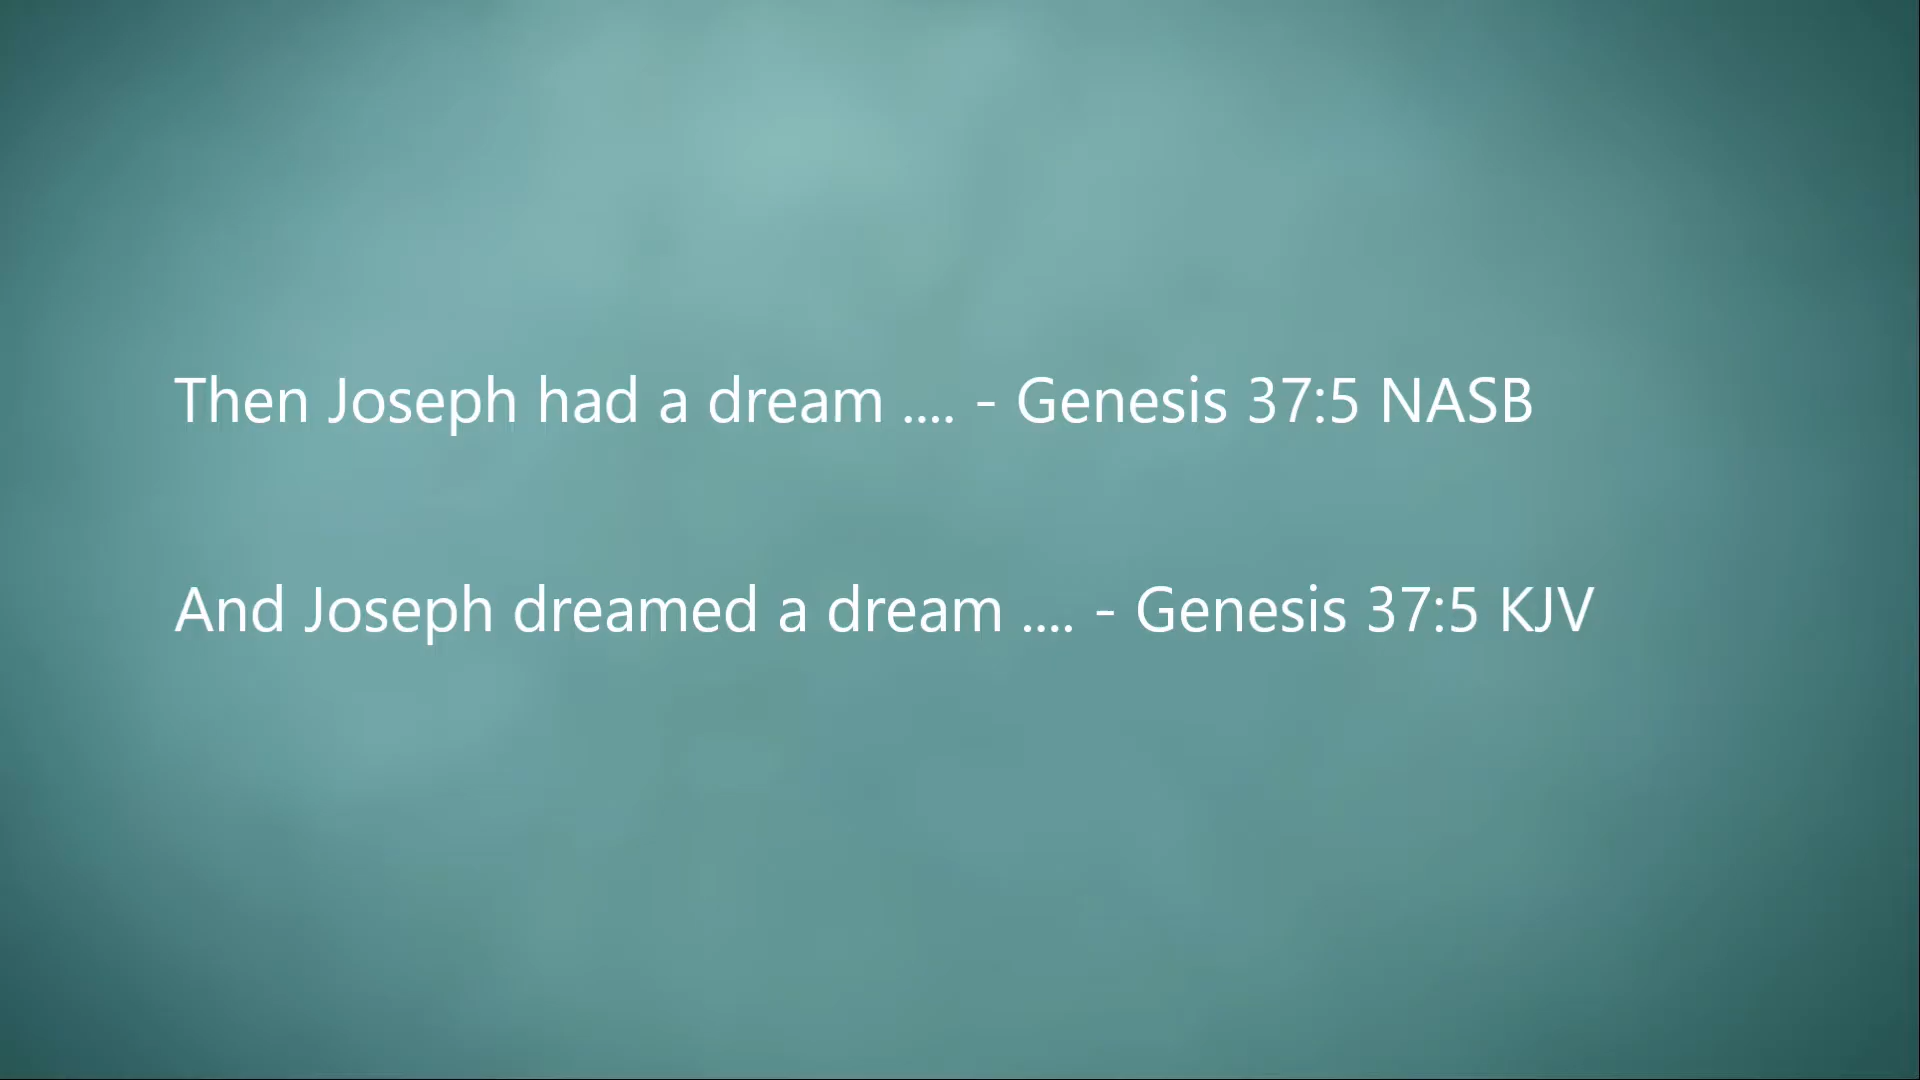 Then Joseph had a dream .... - Genesis 37:5 NASB
And Joseph dreamed a dream .... - Genesis 37:5 KJV